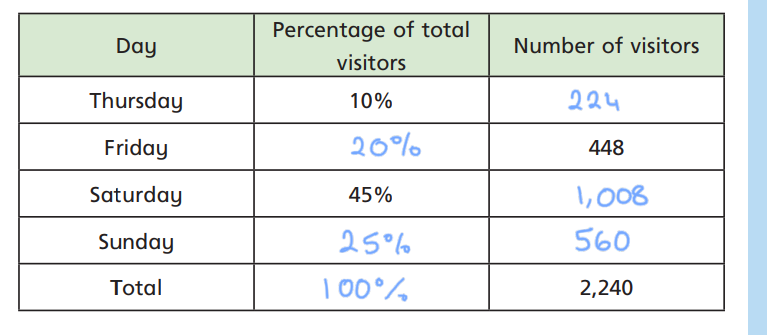 Day Percentage of total visitors Number of visitors
Thursday 10% 224
Friday 20% 448
Saturday 45% 1,008
Sunday 25% 560
Total 100% 2,240